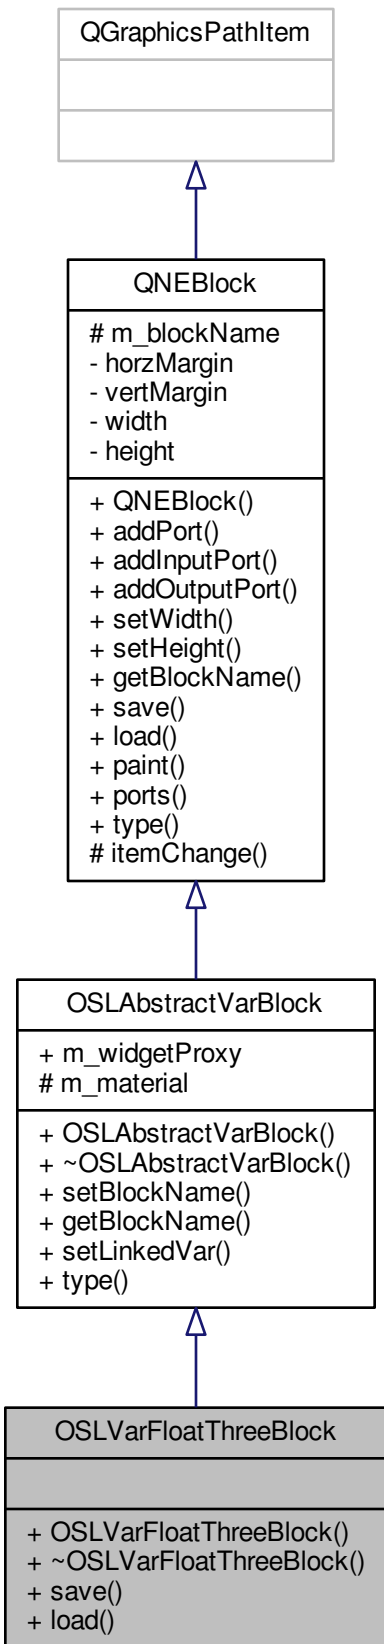 QGraphicsPathItem
QNEBlock
# m_blockName
- horzMargin
- vertMargin
- width
- height
+ QNEBlock()
+ addPort()
+ addInputPort()
+ addOutputPort()
+ setWidth()
+ setHeight()
+ getBlockName()
+ save()
+ load()
+ paint()
+ ports()
+ type()
# itemChange()
OSLAbstractVarBlock
+ m_widgetProxy
# m_material
+ OSLAbstractVarBlock()
+ ~OSLAbstractVarBlock()
+ setBlockName()
+ getBlockName()
+ setLinkedVar()
+ type()
OSLVarFloatThreeBlock
+ OSLVarFloatThreeBlock()
+ ~OSLVarFloatThreeBlock()
+ save()
+ load()